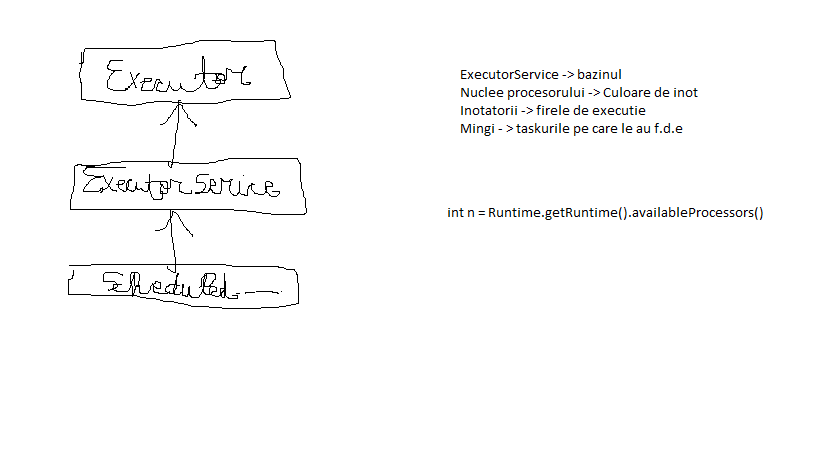 Executor
ExecutorService
Scheduled
ExecutorService -> bazinul
Nuclee procesorului -> Culoare de inot
Inotatorii -> firele de executie
Mingi - > taskurile pe care le au f.d.e
int n = Runtime.getRuntime().availableProcessors()